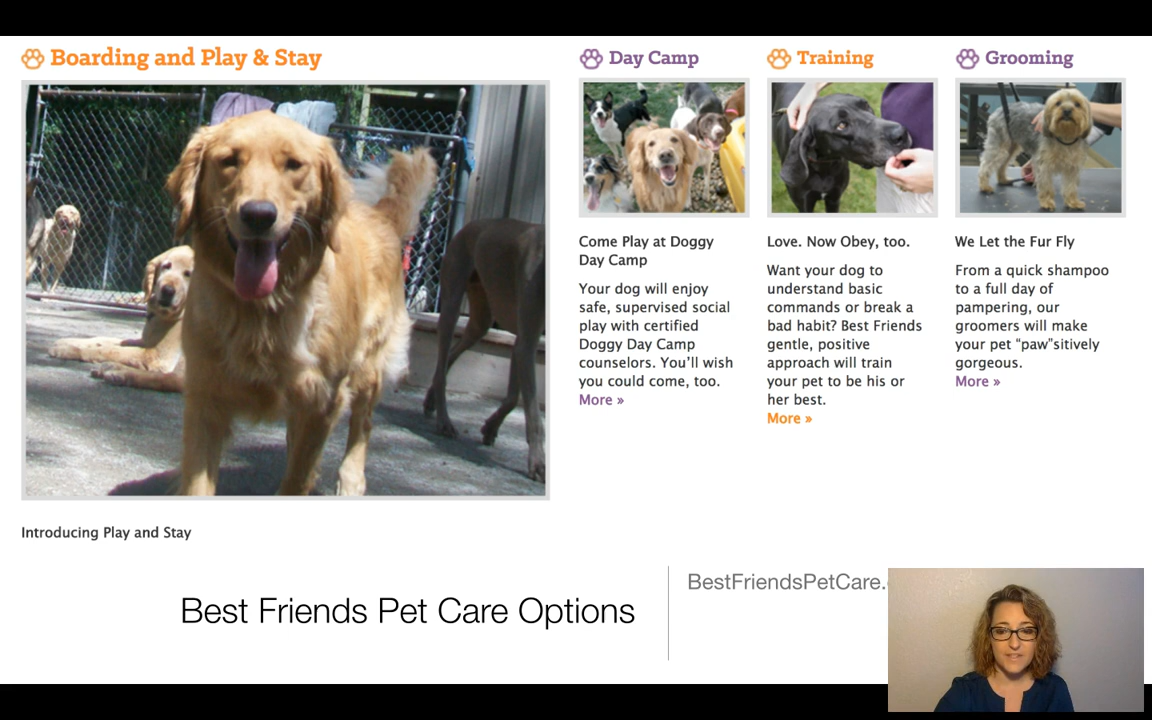 Boarding and Play & Stay
Introducing Play and Stay
Day Camp
Come Play at Doggy
Day Camp
Your dog will enjoy
safe, supervised social
play with certified
Doggy Day Camp
counselors. You'll wish
you could come, too.
More »
Training
Love. Now Obey, too.
Want your dog to
understand basic
commands or break a
bad habit? Best Friends
gentle, positive
approach will train
your pet to be his or
her best.
More »
Grooming
We Let the Fur Fly
From a quick shampoo
to a full day of
pampering, our
groomers will make
your pet “paw”sitively
gorgeous.
More »
Best Friends Pet Care Options
BestFriendsPetCare.